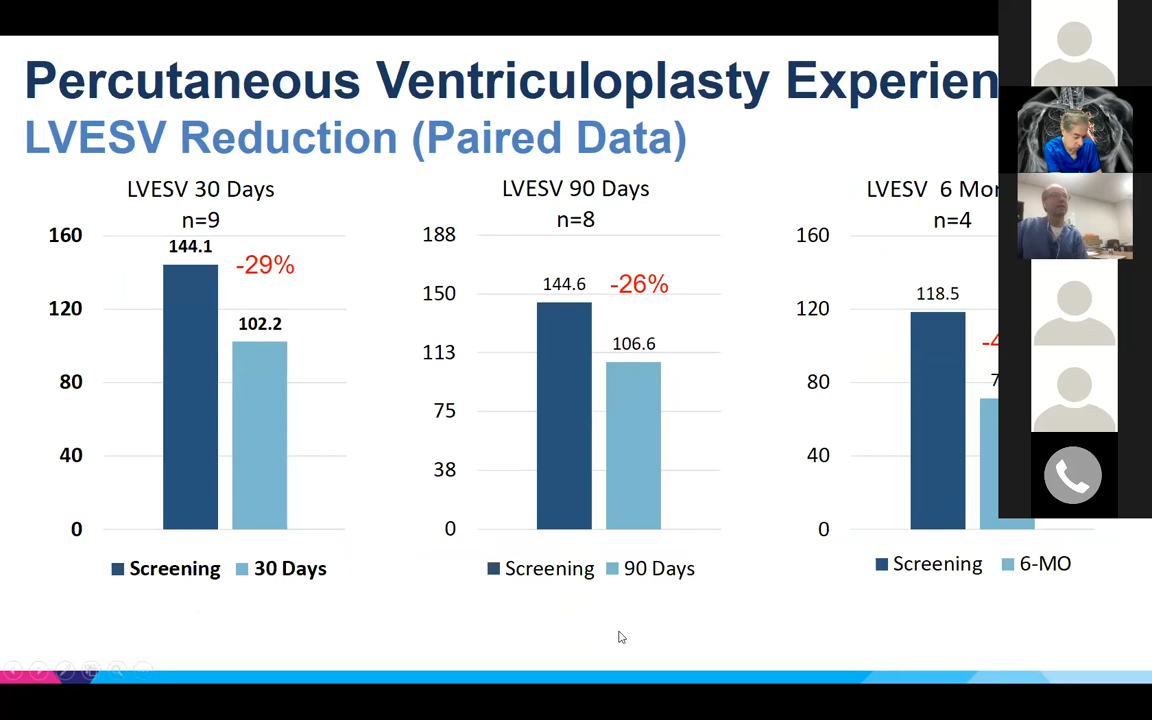 Percutaneous Ventriculoplasty
LVESV Reduction (Paired Data)
LVESV 30 Days
n=9
160
120
80
40
0
144.1
-29%
102.2
Screening 30 Days
LVESV 90 Days
n=8
188
150
113
75
38
0
144.6
-26%
106.6
Screening 90 Days
LVESV 6
n=4
160
120
80
40
0
118.5
Screening 6-MO